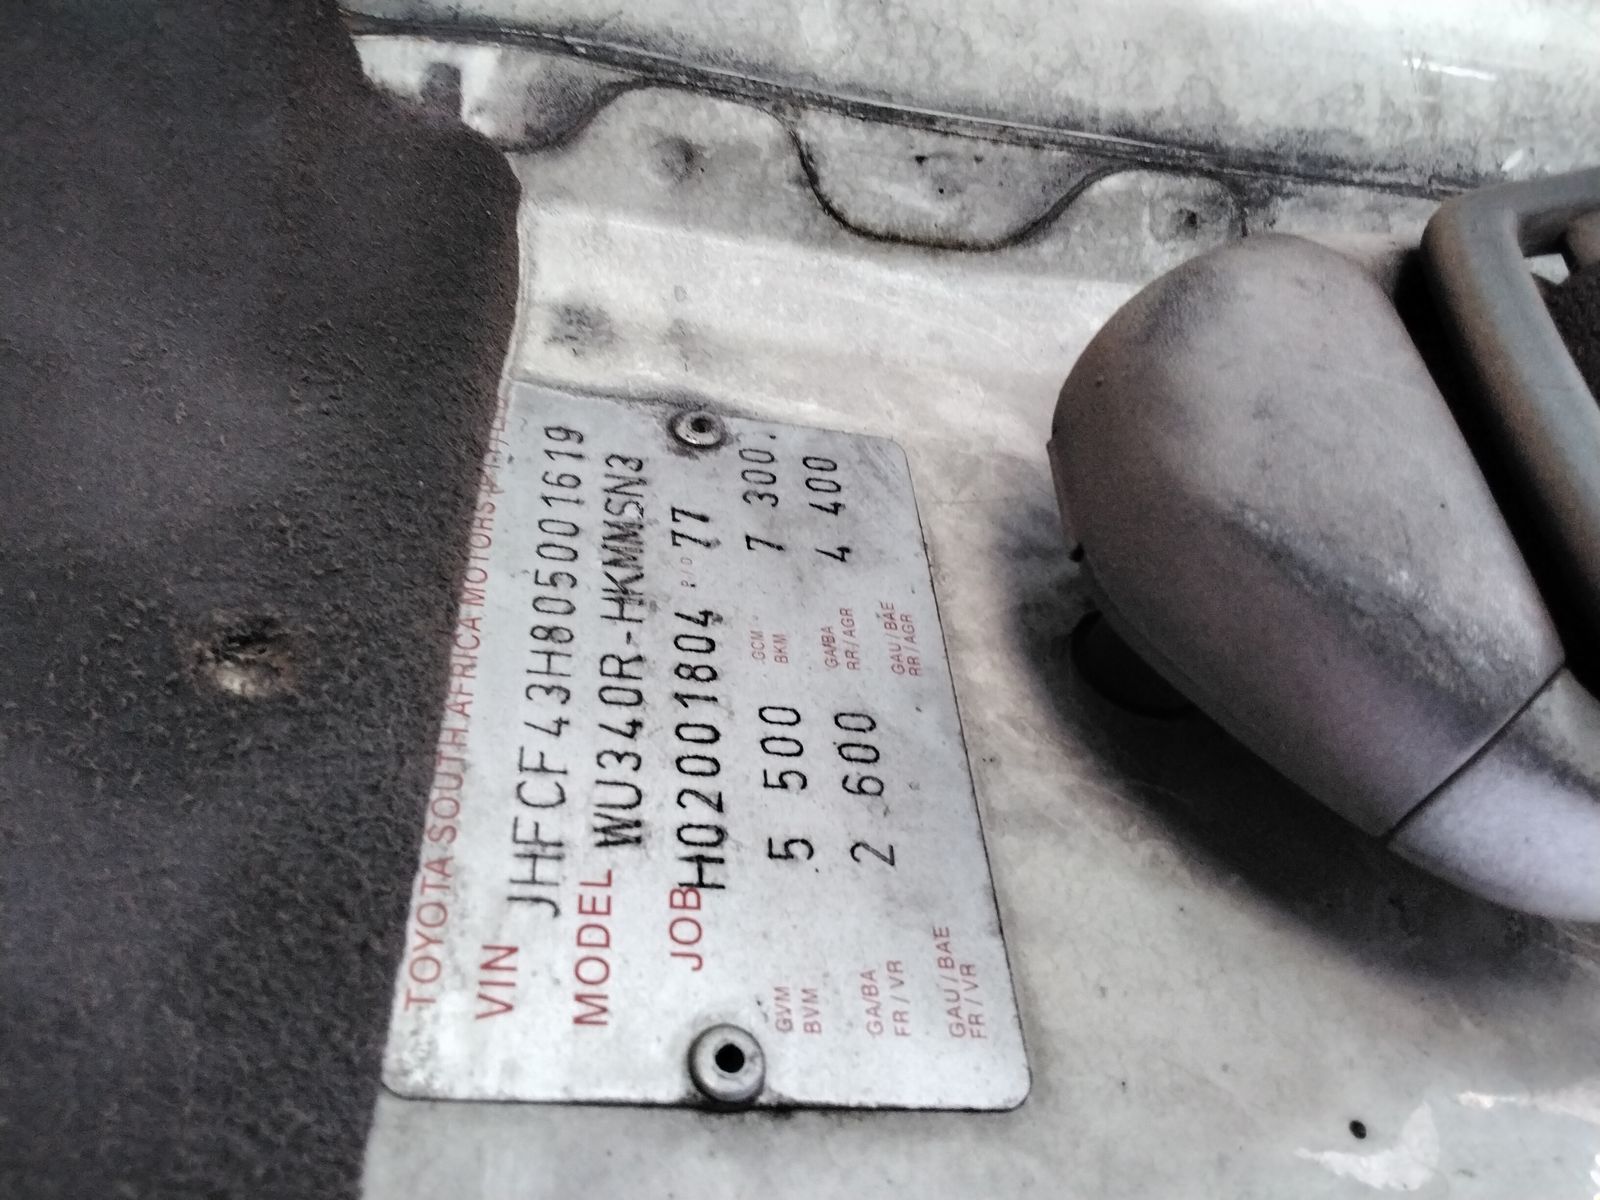 TOYOTA SOUTH AFRICA MOTORS
VIN JHFCF43H805001619
MODEL WU340R-HKMMSN3
JOB H02001804 P/O 77
GVM 5 500 GCM 7 300
BVM BKM
GA/BA 2 600 GA/BA 4 400
FR/VR RR/AGR
GAU/BAE GAU/BAE
FR/VR RR/AGR